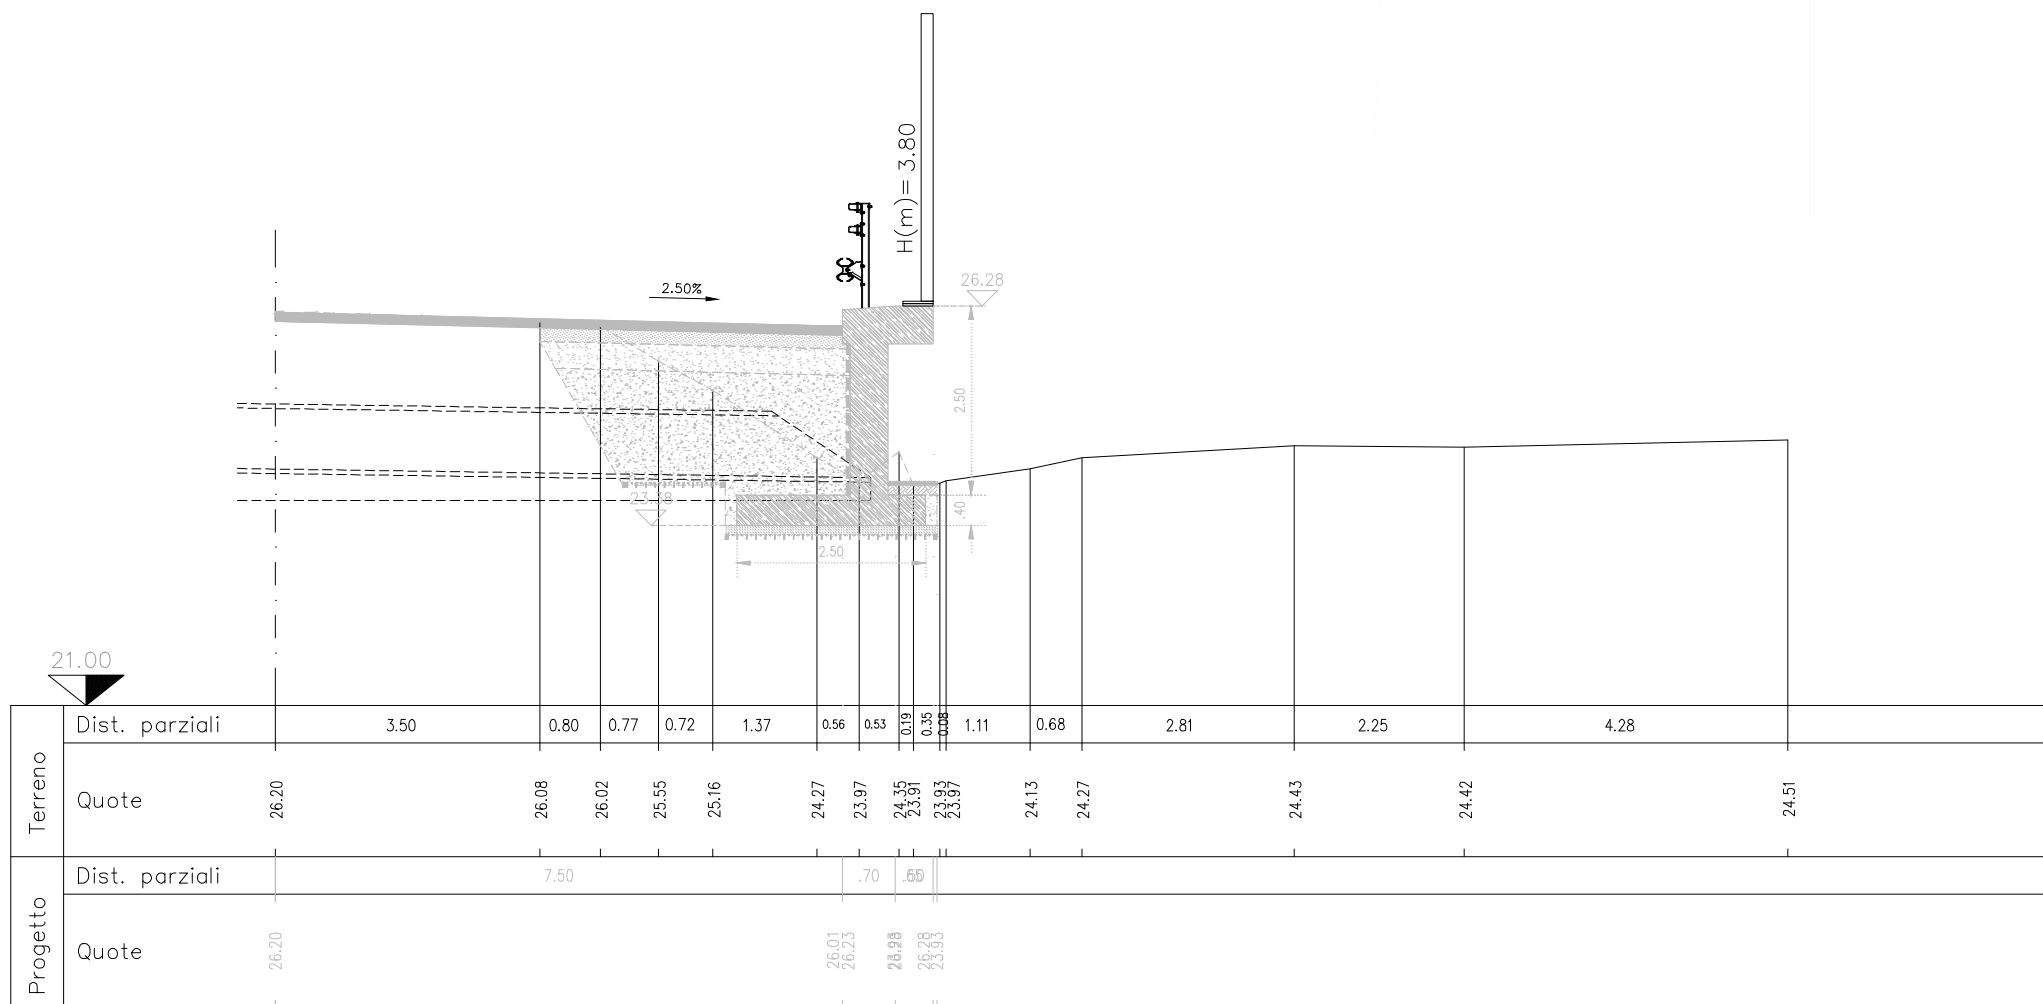 H(m)= 3.80
26.28
2.50%
2.50
23.38
.40
2.50
21.00
Terreno
Dist. parziali 3.50 0.80 0.77 0.72 1.37 0.56 0.53 0.19 0.35 0.08 1.11 0.68 2.81 2.25 4.28
Quote 26.20 26.08 26.02 25.55 25.16 24.27 23.97 24.35 23.91 23.93 23.97 24.13 24.27 24.43 24.42 24.51
Progetto
Dist. parziali 7.50 .70
Quote 26.20 26.01 26.23 26.28 23.93